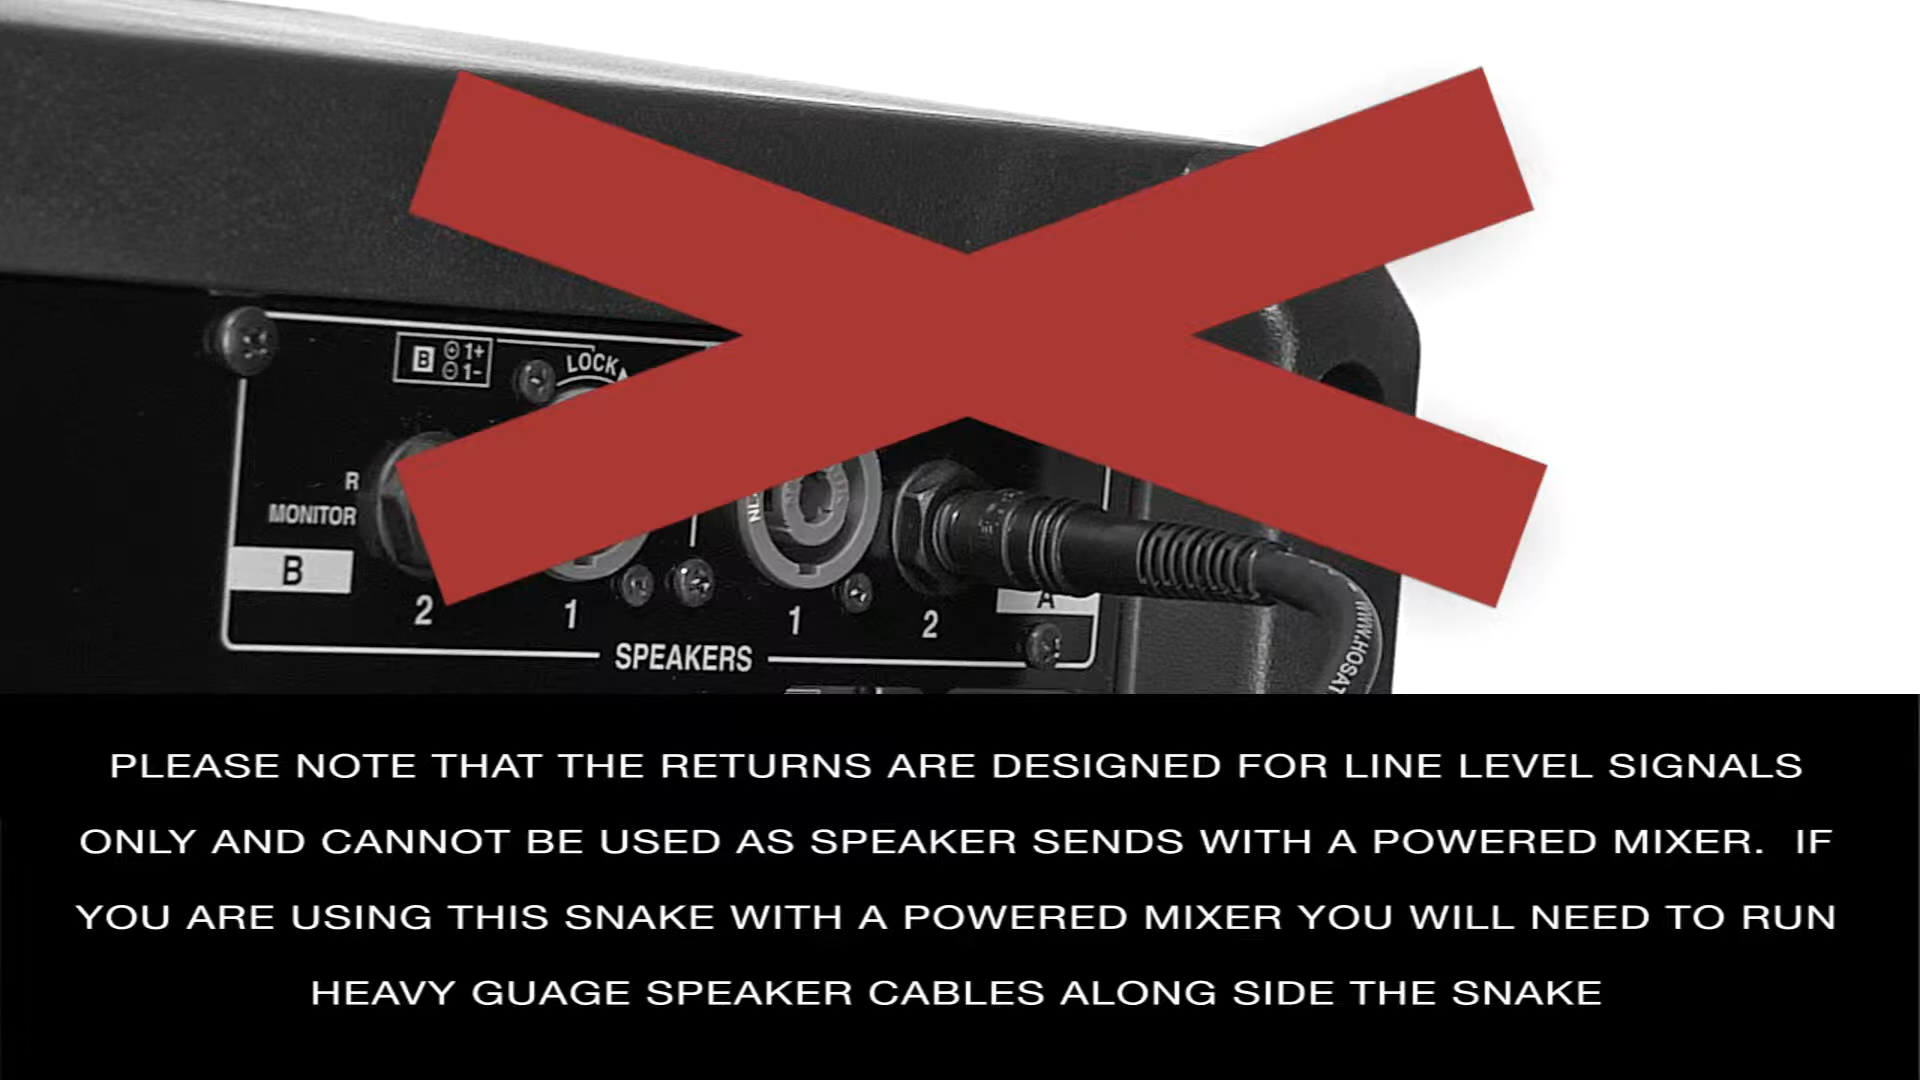 B 1+
1-
LOCK
R
MONITOR
B
2
1
1
2
A
SPEAKERS
PLEASE NOTE THAT THE RETURNS ARE DESIGNED FOR LINE LEVEL SIGNALS
ONLY AND CANNOT BE USED AS SPEAKER SENDS WITH A POWERED MIXER. IF
YOU ARE USING THIS SNAKE WITH A POWERED MIXER YOU WILL NEED TO RUN
HEAVY GUAGE SPEAKER CABLES ALONG SIDE THE SNAKE